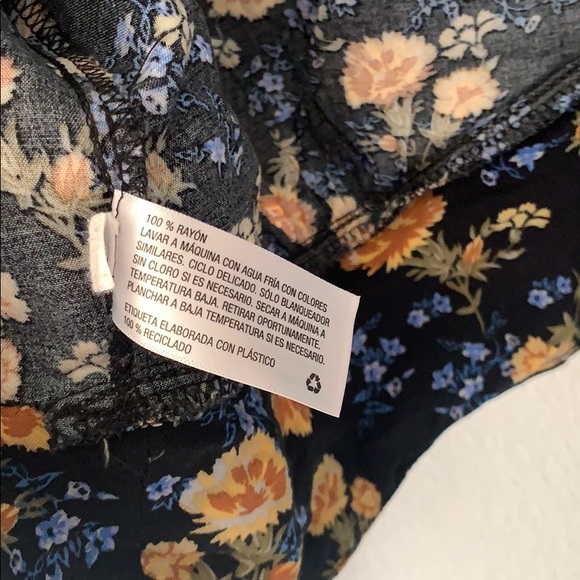 100 % RAYÓN
LAVAR A MÁQUINA CON AGUA FRÍA CON COLORES
SIMILARES. CICLO DELICADO. SÓLO BLANQUEADOR
SIN CLORO SI ES NECESARIO. SECAR A MÁQUINA A
TEMPERATURA BAJA. RETIRAR OPORTUNAMENTE.
PLANCHAR A BAJA TEMPERATURA SI ES NECESARIO.
ETIQUETA ELABORADA CON PLÁSTICO
100 % RECICLADO